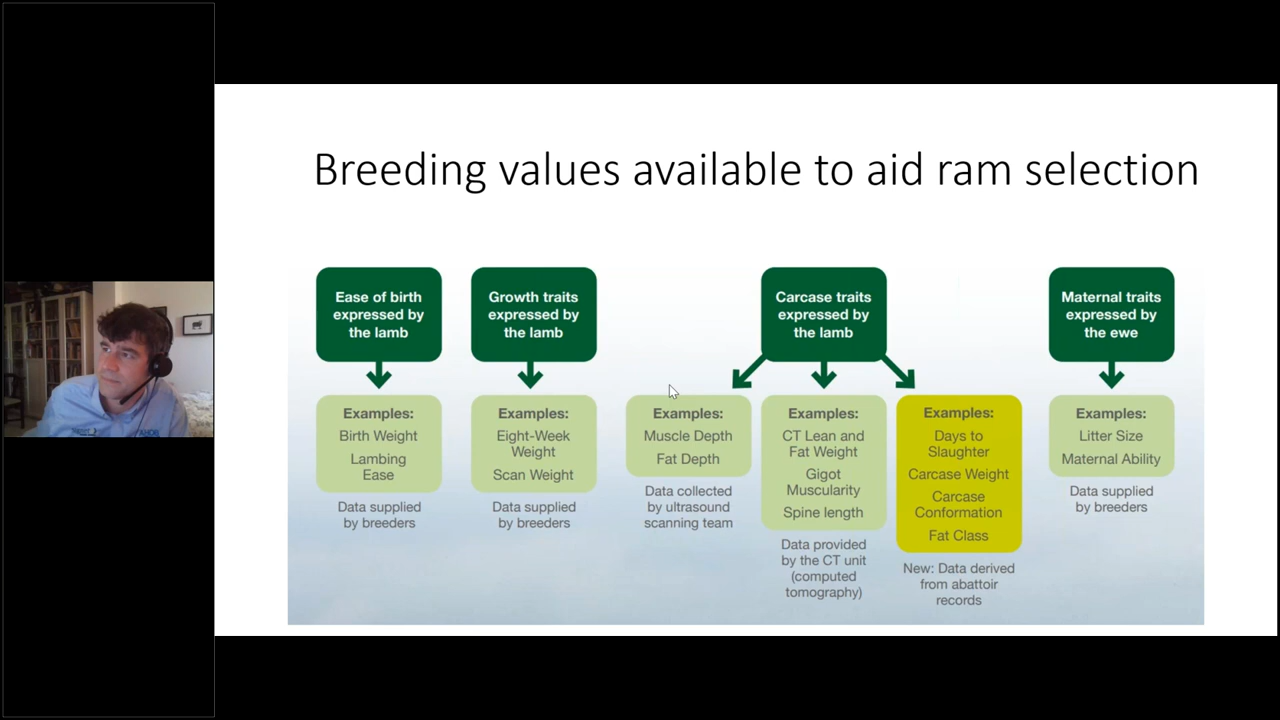 Breeding values available to aid ram selection
Ease of birth
expressed by
the lamb
Examples:
Birth Weight
Lambing
Ease
Data supplied
by breeders
Growth traits
expressed by
the lamb
Examples:
Eight-Week
Weight
Scan Weight
Data supplied
by breeders
Carcase traits
expressed by
the lamb
Examples:
Muscle Depth
Fat Depth
Data collected
by ultrasound
scanning team
Examples:
CT Lean and
Fat Weight
Gigot
Muscularity
Spine length
Data provided
by the CT unit
(computed
tomography)
Examples:
Days to
Slaughter
Carcase Weight
Carcase
Conformation
Fat Class
New: Data derived
from abattoir
records
Maternal traits
expressed by
the ewe
Examples:
Litter Size
Maternal Ability
Data supplied
by breeders